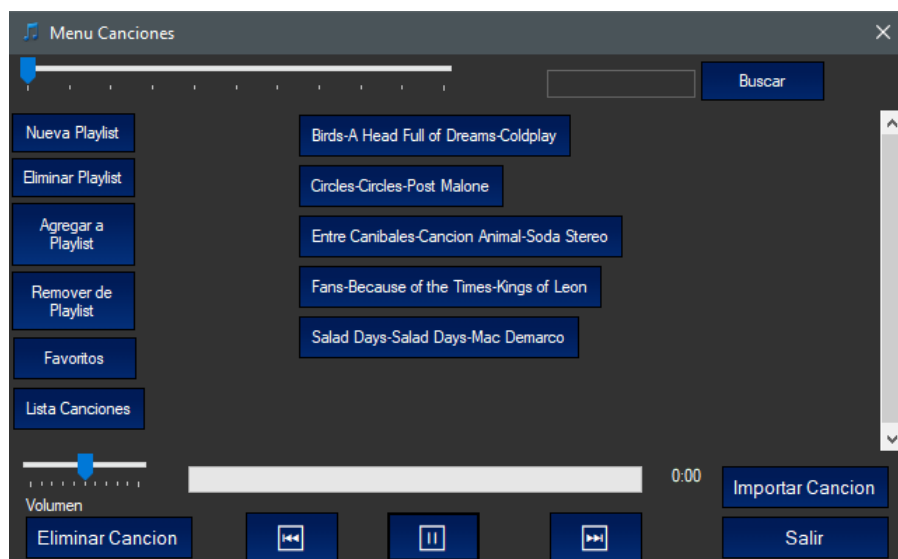 Menu Canciones
Buscar
Nueva Playlist
Birds-A Head Full of Dreams-Coldplay
Eliminar Playlist
Circles-Circles-Post Malone
Agregar a
Playlist
Entre Canibales-Cancion Animal-Soda Stereo
Remover de
Playlist
Fans-Because of the Times-Kings of Leon
Salad Days-Salad Days-Mac Demarco
Favoritos
Lista Canciones
Volumen
0:00
Importar Cancion
Eliminar Cancion
Salir